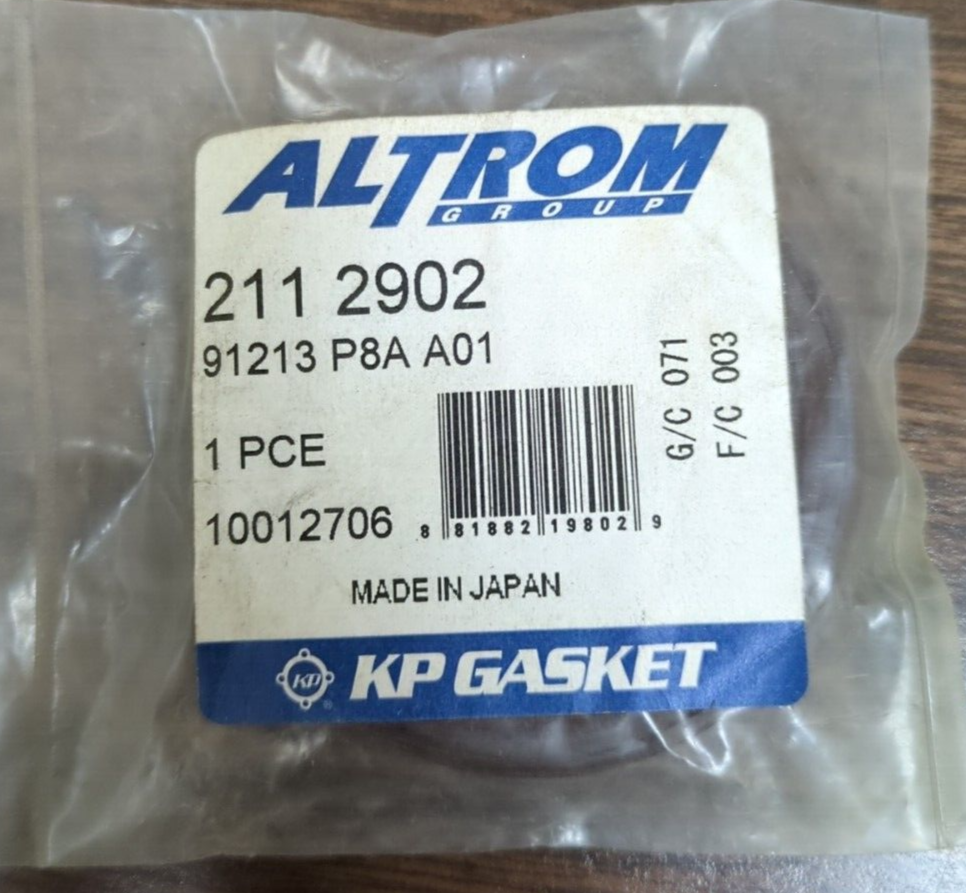 ALTROM
GROUP
211 2902
91213 P8A A01
G/C 071
F/C 003
1 PCE
10012706
8 81882 19802 9
MADE IN JAPAN
KP KP GASKET